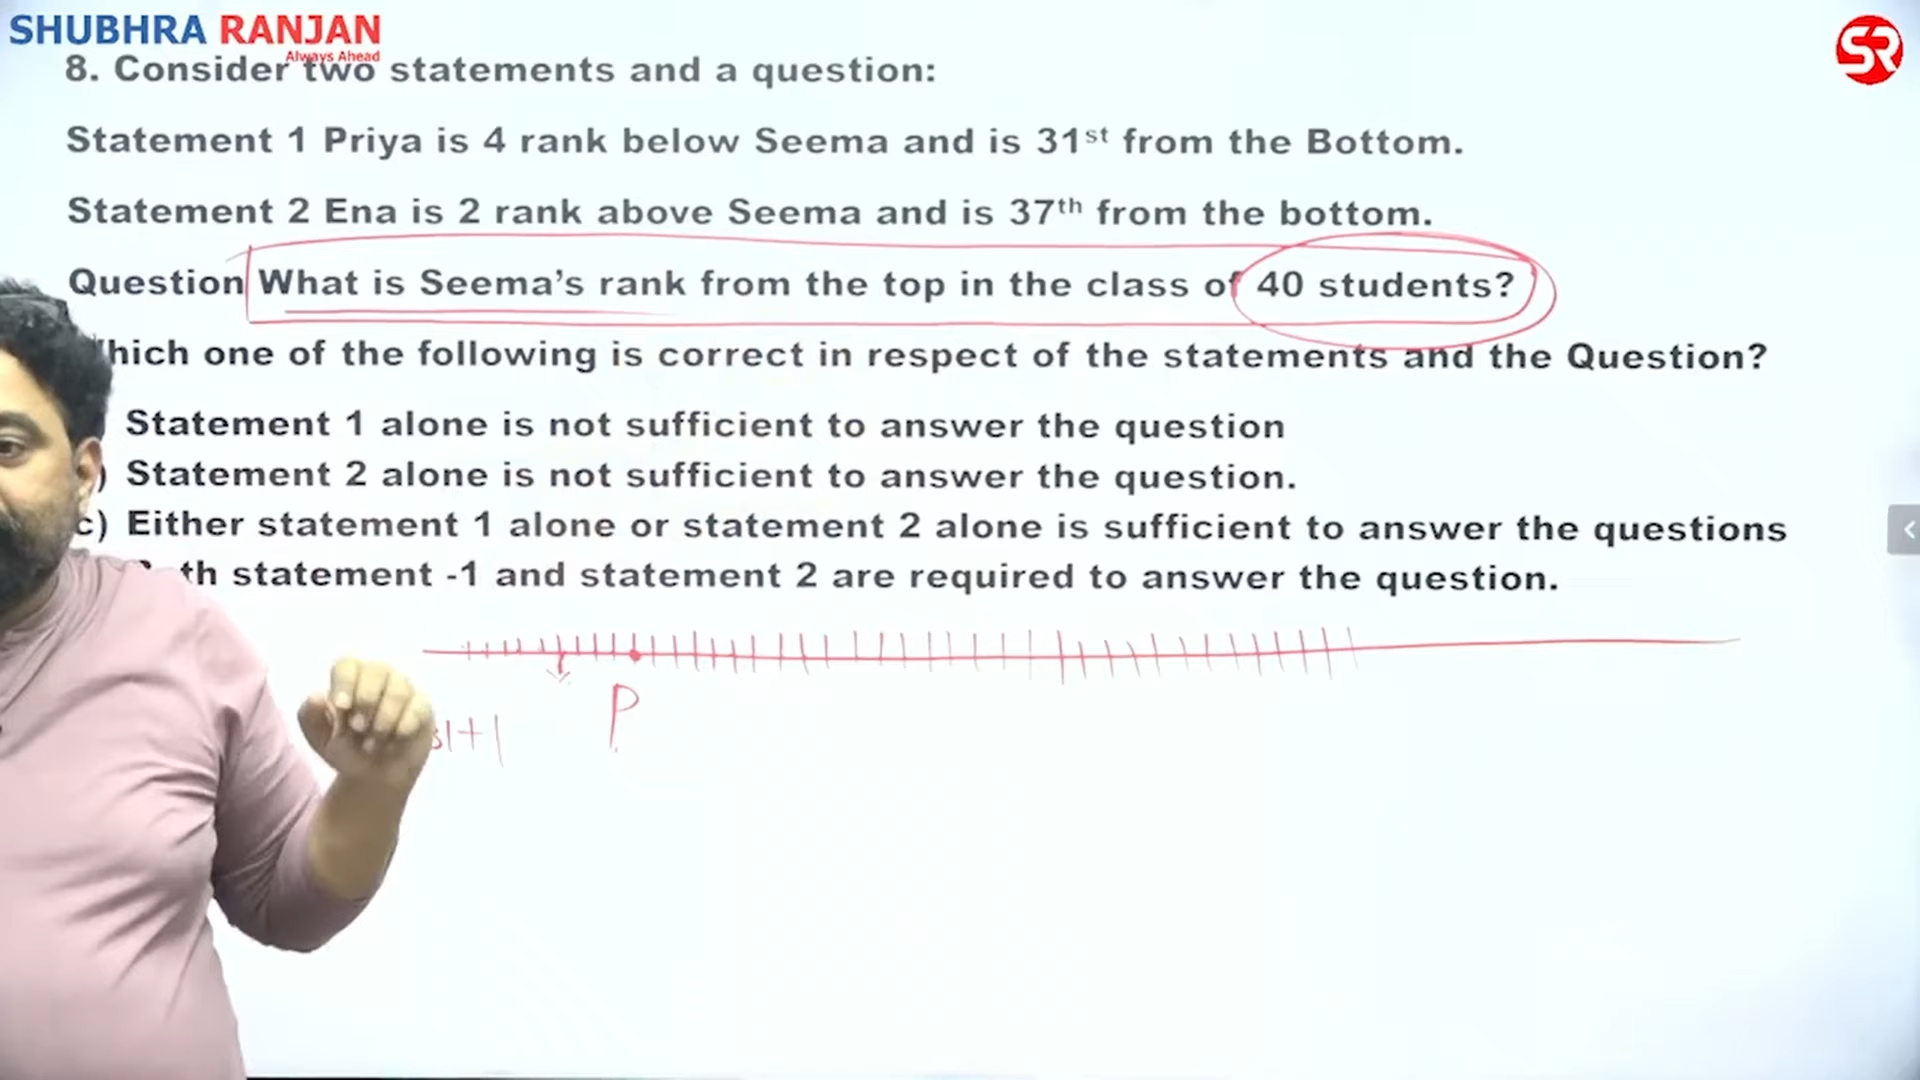 SHUBHRA RANJAN
Always Ahead
SR
8. Consider two statements and a question:
Statement 1 Priya is 4 rank below Seema and is 31st from the Bottom.
Statement 2 Ena is 2 rank above Seema and is 37th from the bottom.
Question What is Seema's rank from the top in the class of 40 students?
hich one of the following is correct in respect of the statements and the Question?
Statement 1 alone is not sufficient to answer the question
) Statement 2 alone is not sufficient to answer the question.
c) Either statement 1 alone or statement 2 alone is sufficient to answer the questions
th statement -1 and statement 2 are required to answer the question.
P
31+1